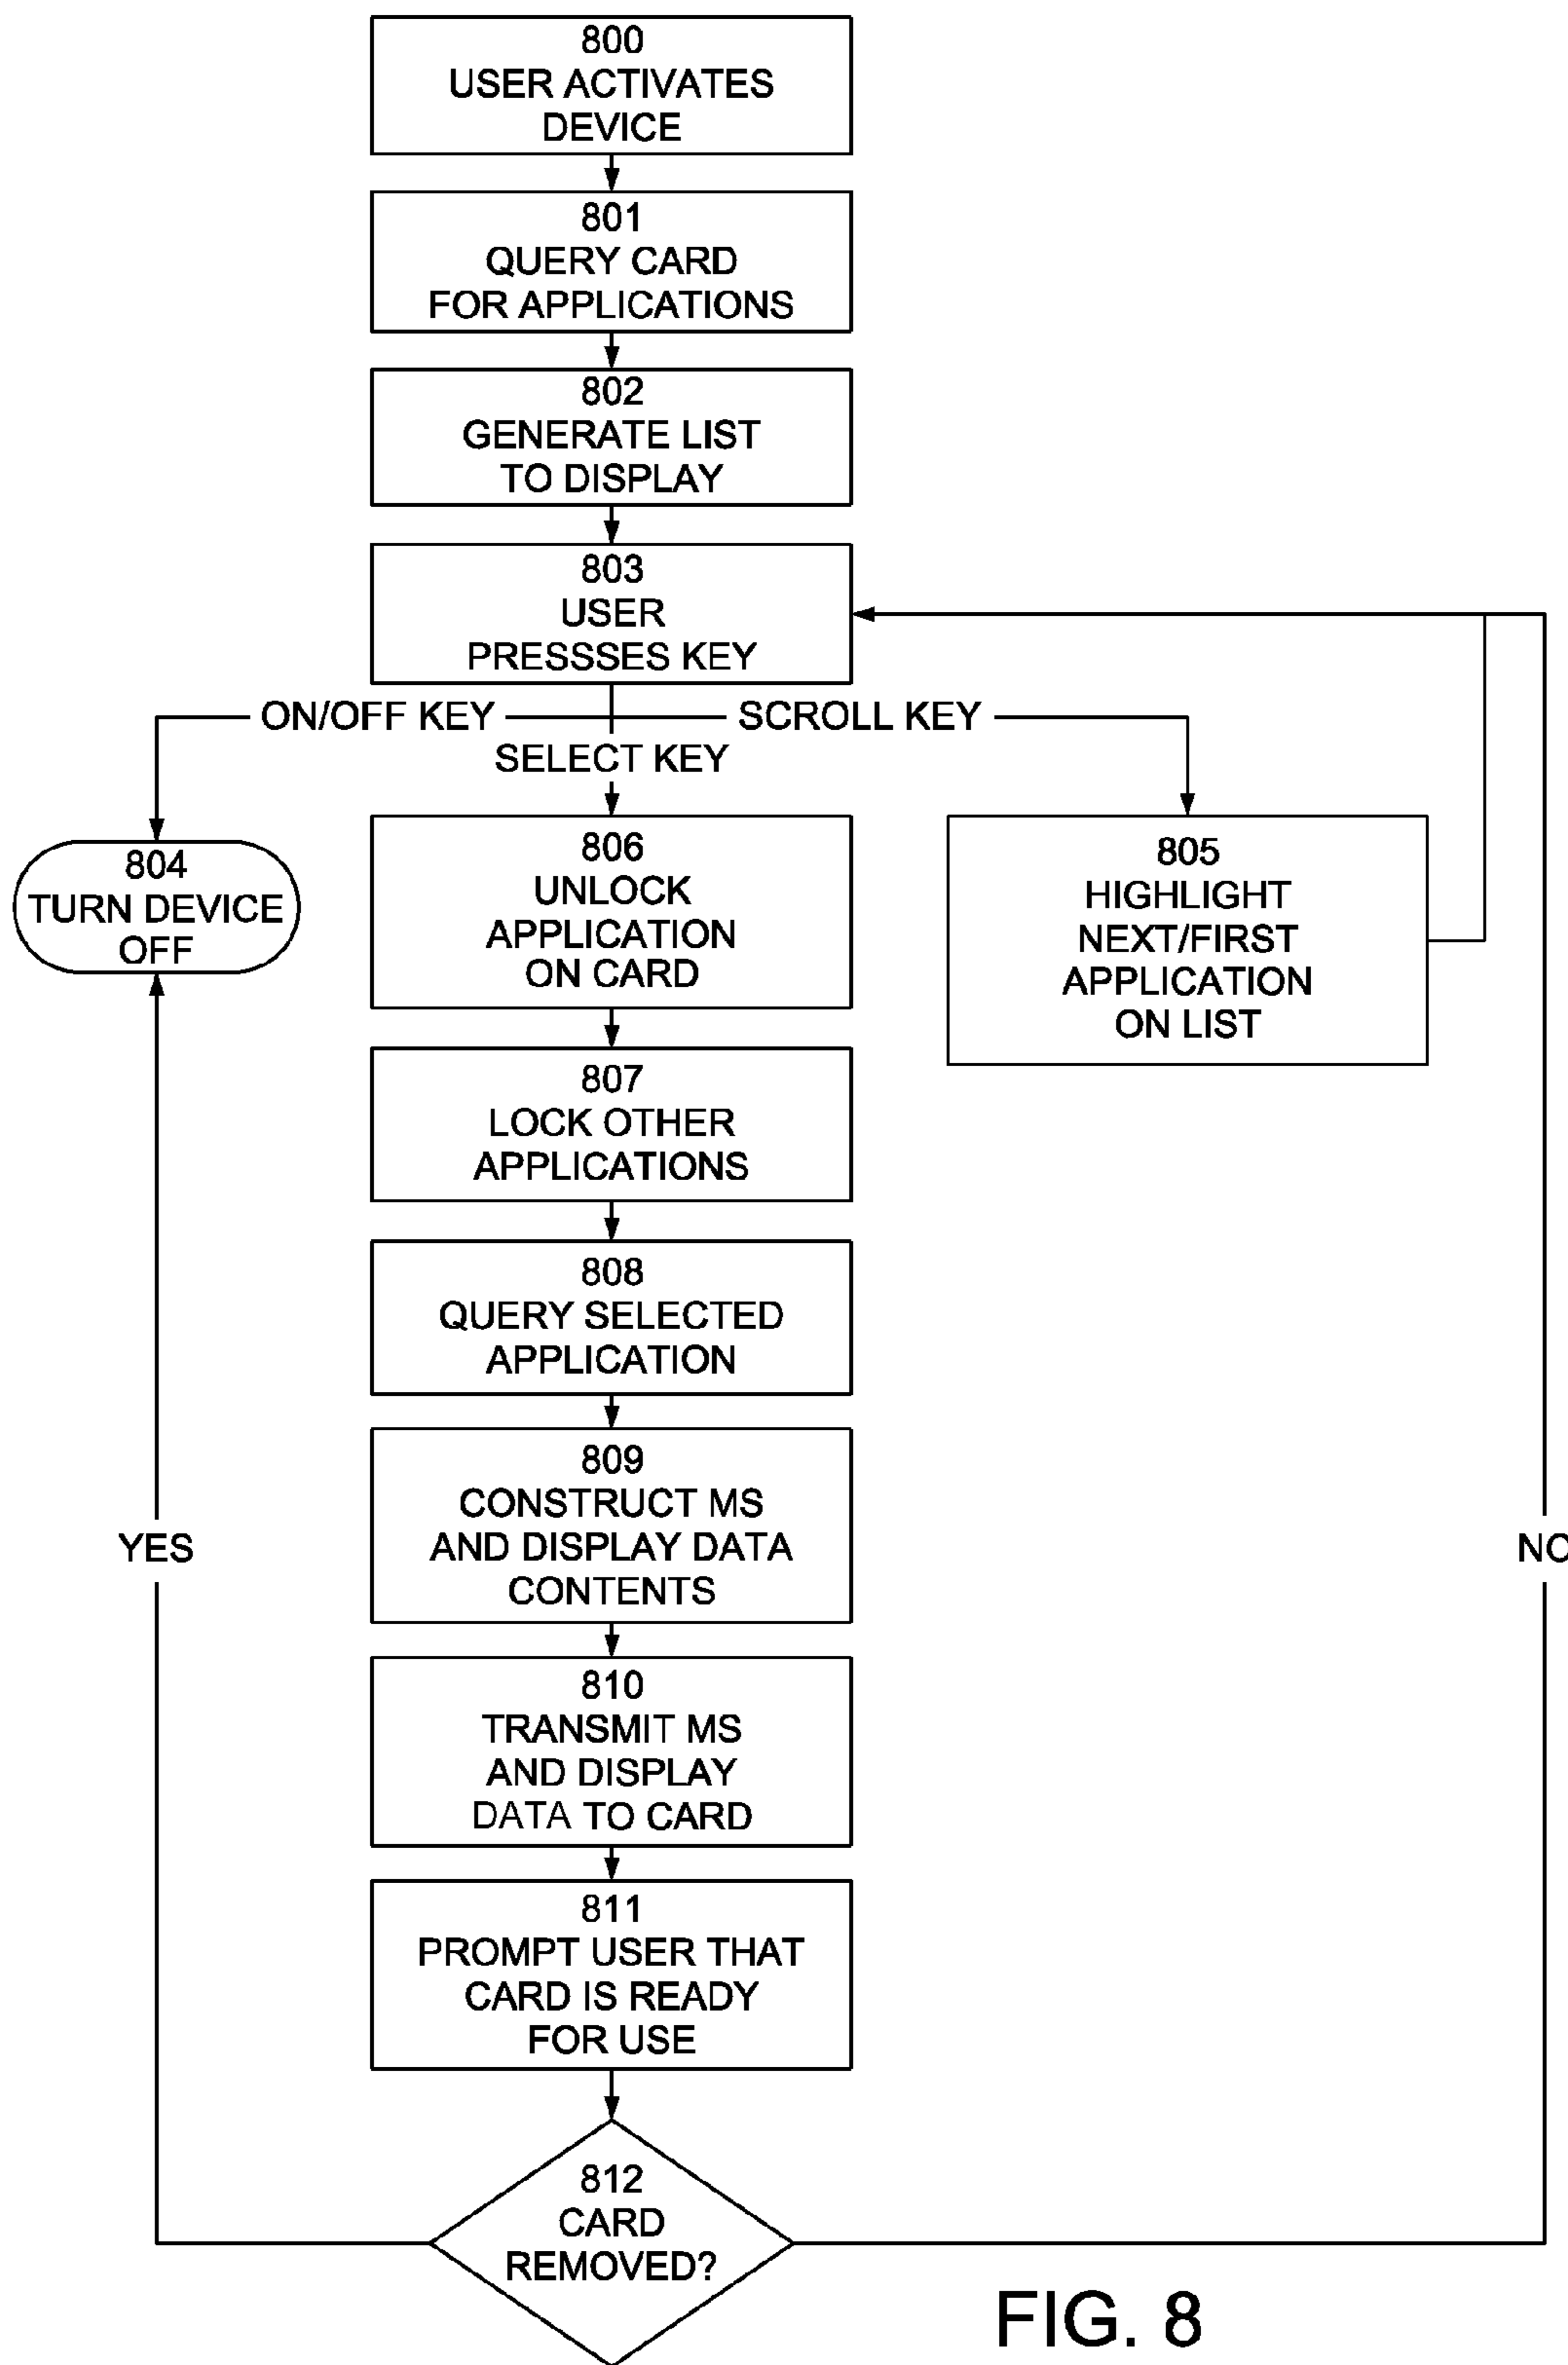 800
USER ACTIVATES
DEVICE
801
QUERY CARD
FOR APPLICATIONS
802
GENERATE LIST
TO DISPLAY
803
USER
PRESSSES KEY
ON/OFF KEY
SCROLL KEY
SELECT KEY
804
TURN DEVICE
OFF
806
UNLOCK
APPLICATION
ON CARD
805
HIGHLIGHT
NEXT/FIRST
APPLICATION
ON LIST
807
LOCK OTHER
APPLICATIONS
808
QUERY SELECTED
APPLICATION
809
CONSTRUCT MS
AND DISPLAY DATA
CONTENTS
YES
NO
810
TRANSMIT MS
AND DISPLAY
DATA TO CARD
811
PROMPT USER THAT
CARD IS READY
FOR USE
812
CARD
REMOVED?
FIG. 8